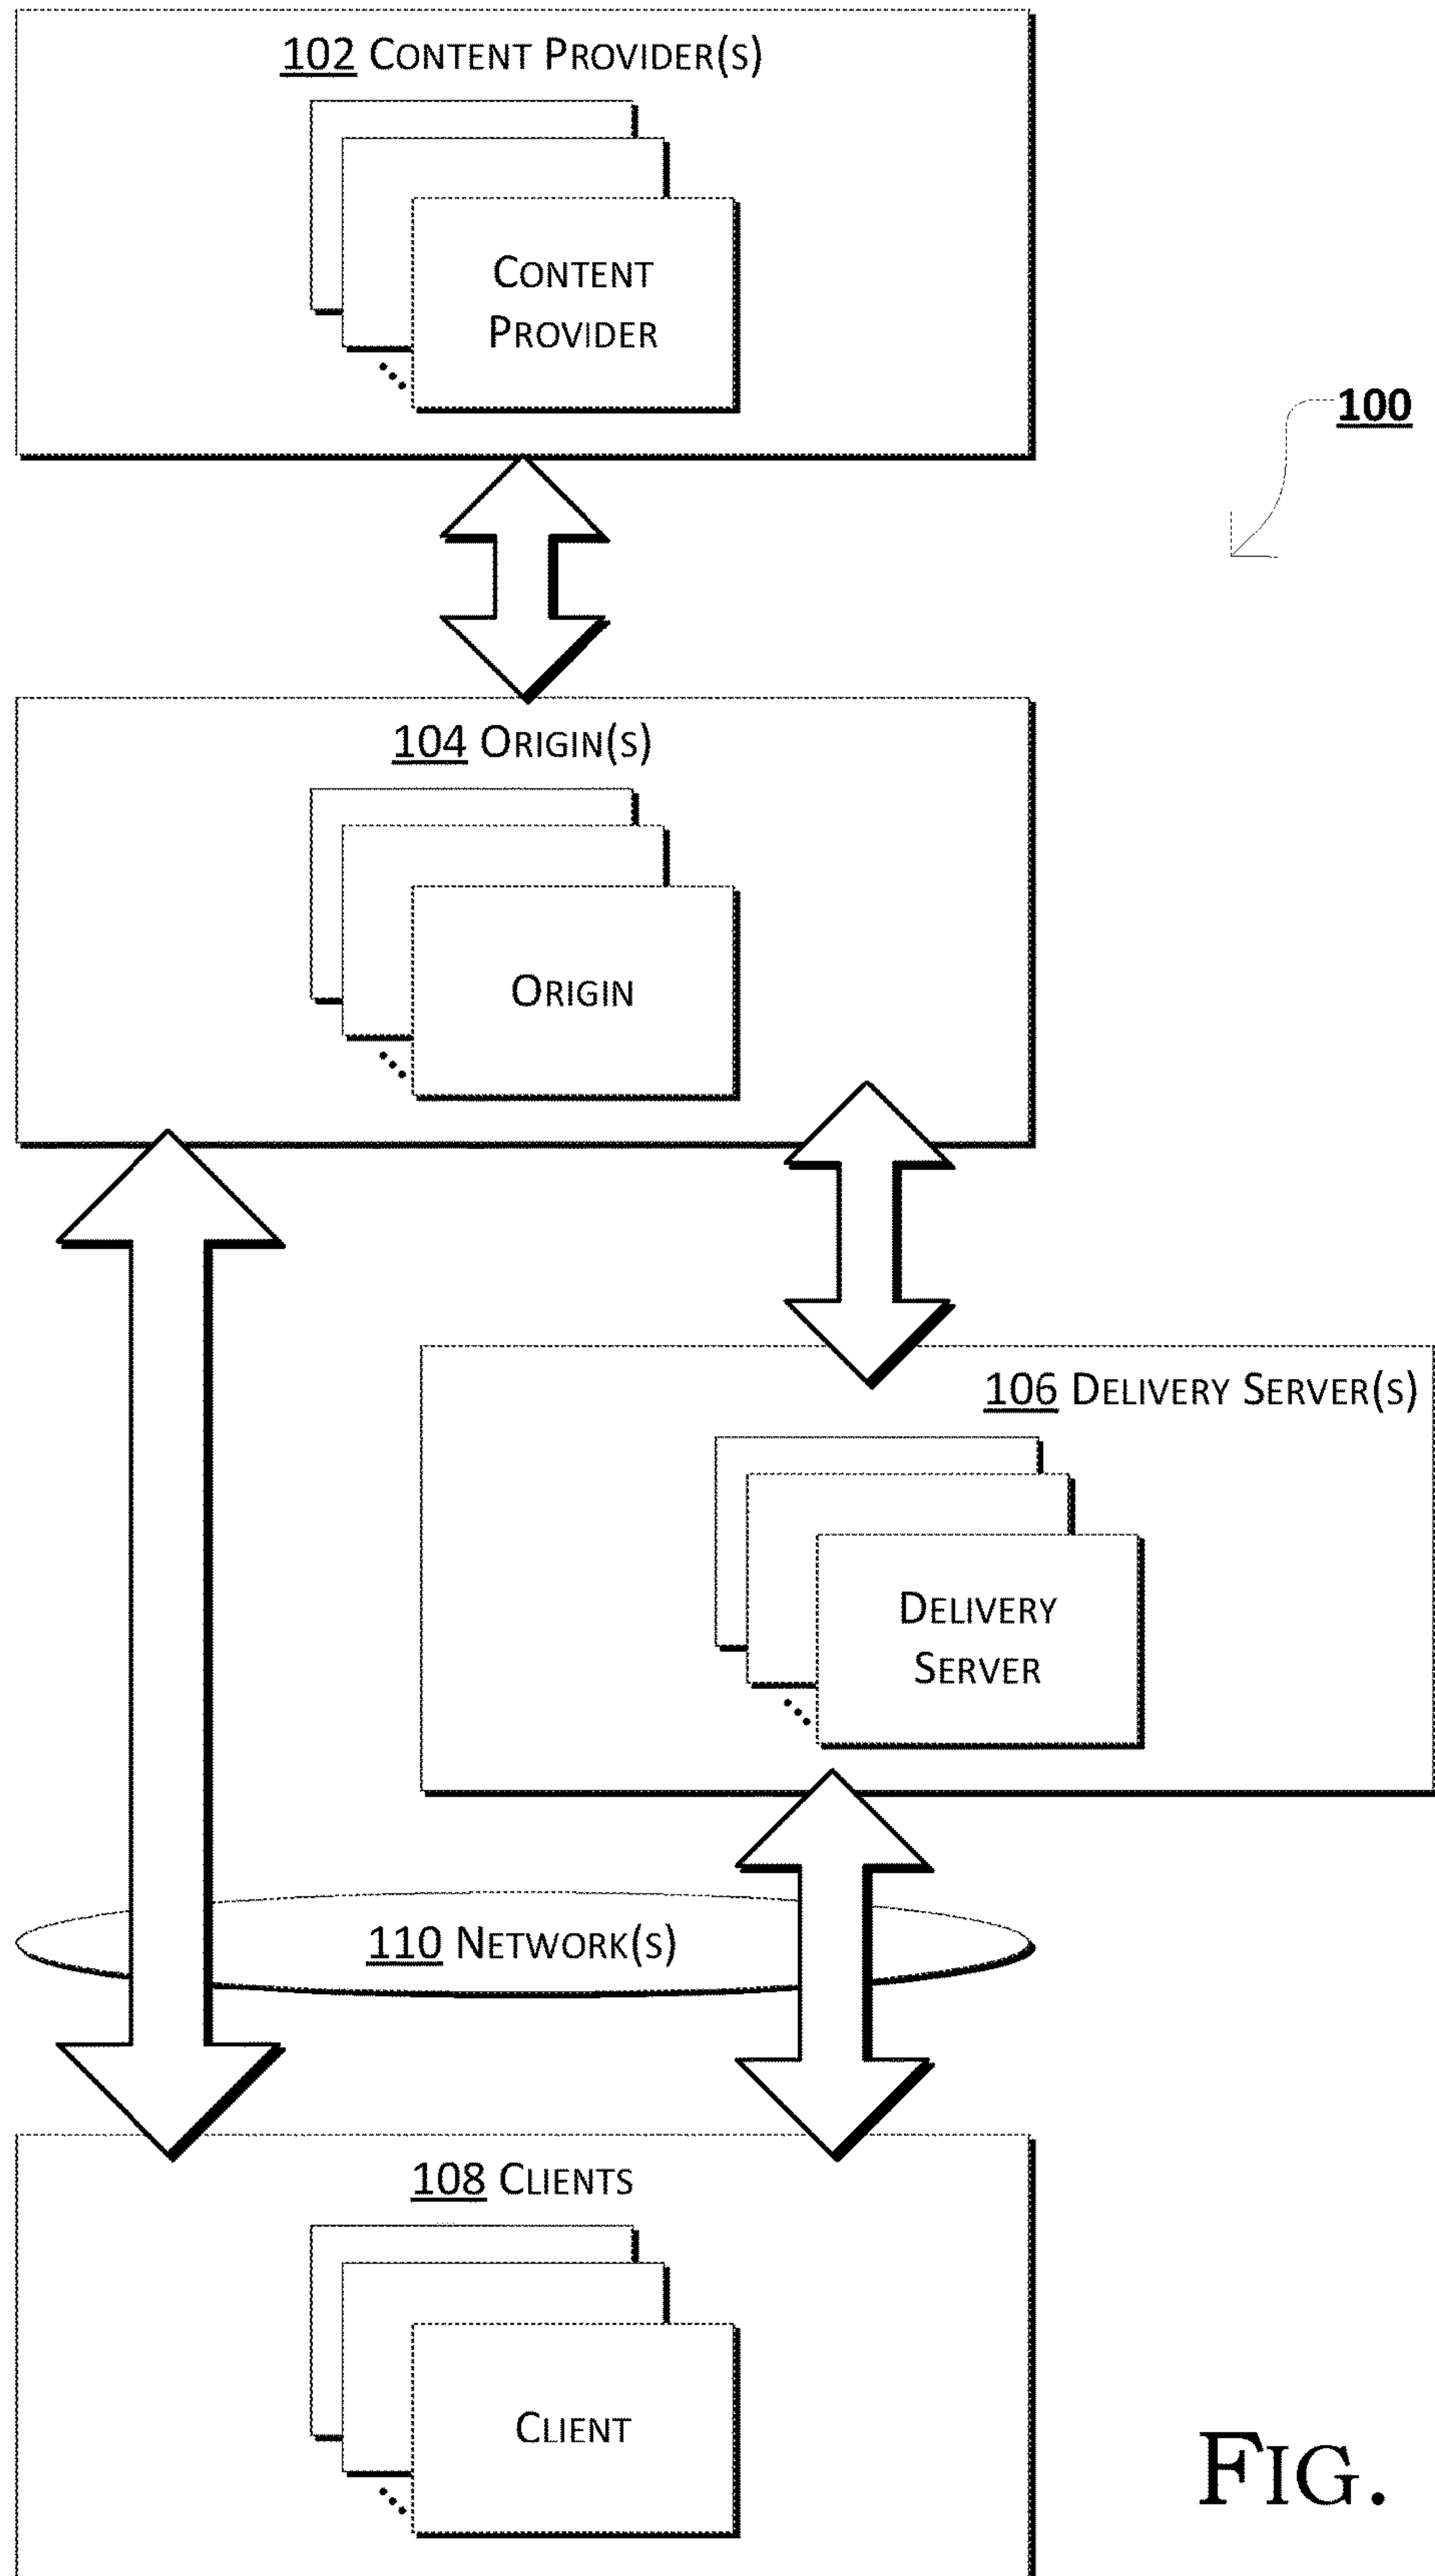 102 CONTENT PROVIDER(S)
CONTENT
PROVIDER
100
104 ORIGIN(S)
ORIGIN
106 DELIVERY SERVER(S)
DELIVERY
SERVER
110 NETWORK(S)
108 CLIENTS
CLIENT
FIG.